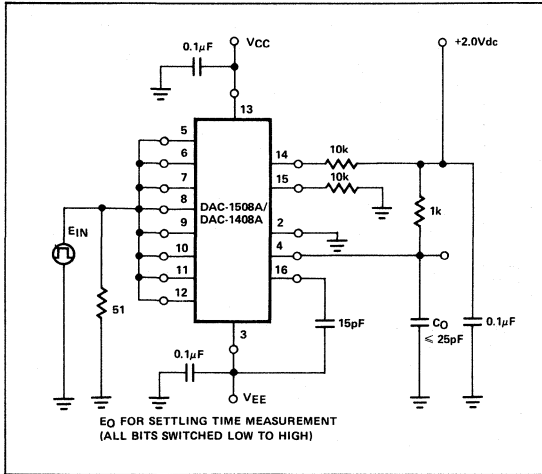 0.1μF
VCC
+2.0Vdc
13
5
6
7
8
9
10
11
12
DAC-1508A/
DAC-1408A
14
15
2
4
16
10k
10k
1k
EIN
51
15pF
CO
≤ 25pF
0.1μF
3
0.1μF
VEE
EO FOR SETTLING TIME MEASUREMENT
(ALL BITS SWITCHED LOW TO HIGH)